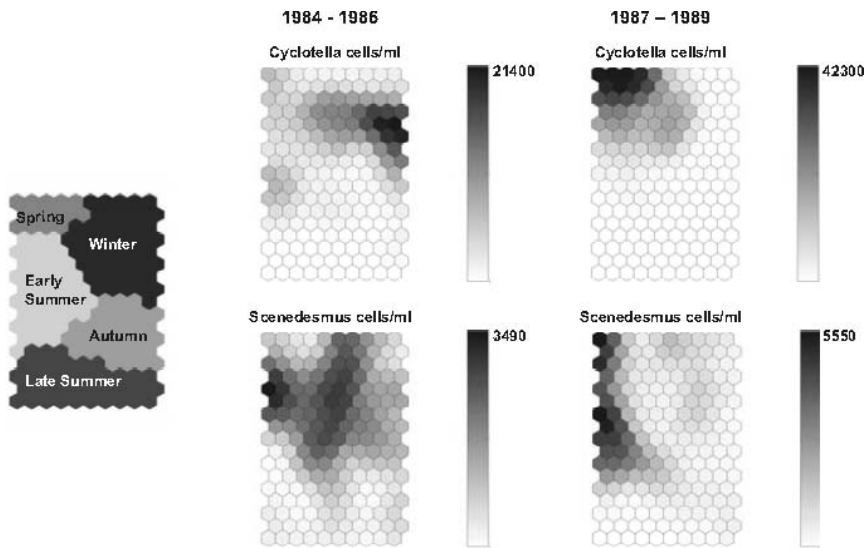 1984 - 1986
1987 – 1989
Cyclotella cells/ml
Cyclotella cells/ml
21400
42300
Spring
Winter
Early
Summer
Autumn
Late Summer
Scenedesmus cells/ml
Scenedesmus cells/ml
3490
5550